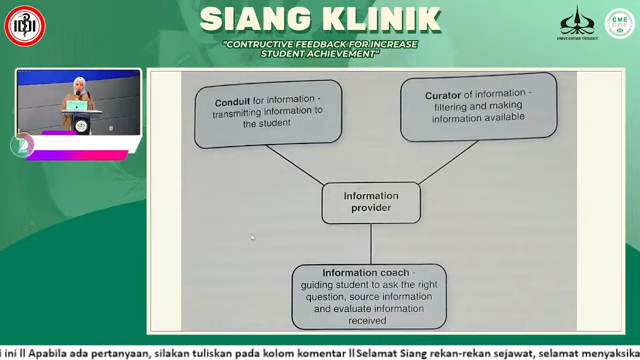 SIANG KLINIK
"CONTRUCTIVE FEEDBACK FOR INCREASE
STUDENT ACHIEVEMENT"
UNIVERSITAS TRISAKTI
CME
Conduit for information -
transmitting information to
the student
Curator of information -
filtering and making
information available
Information
provider
Information coach -
guiding student to ask the right
question, source information
and evaluate information
received
i ini ll Apabila ada pertanyaan, silakan tuliskan pada kolom komentar ll Selamat Siang rekan-rekan sejawat, selamat menyaksika